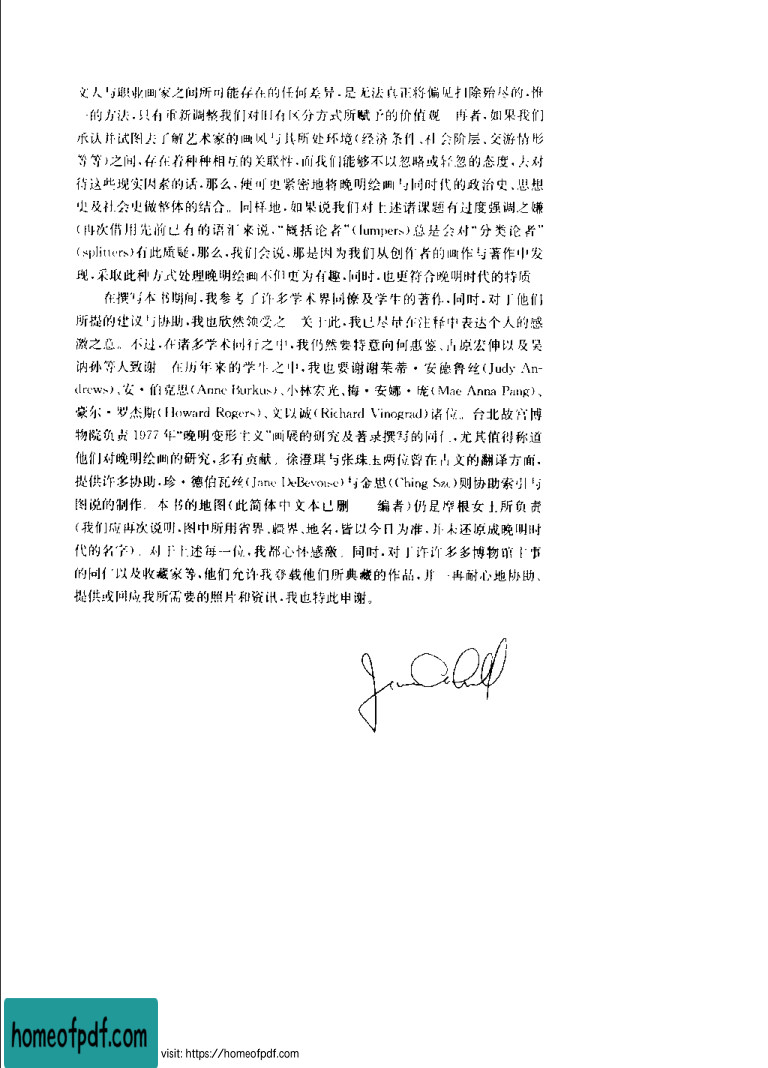 文人与职业画家之间所可能存在的任何差异，是无法真正将偏见扫除殆尽的，惟
一的方法，只有重新调整我们对旧有区分方式所赋予的价值观。再者，如果我们
承认并试图去了解艺术家的画风与其所处环境(经济条件、社会阶层、交游情形
等等)之间，存在着种种相互的关联性，而我们能够不以忽略或轻忽的态度，去对
待这些现实因素的话，那么，便可更紧密地将晚明绘画与同时代的政治史、思想
史及社会史做整体的结合。同样地，如果说我们对上述诸课题有过度强调之嫌
(再次借用先前已有的语汇来说，“概括论者”(lumpers)总是会对“分类论者”
(splitters)有此质疑，那么，我们会说，那是因为我们从创作者的画作与著作中发
现，采取此种方式处理晚明绘画不但更为有趣，同时，也更符合晚明时代的特质
在撰写本书期间，我参考了许多学术界同僚及学生的著作，同时，对于他们
所提的建议与协助，我也欣然领受之。关于此，我已尽量在注释中表达个人的感
激之意。不过，在诸多学术同行之中，我仍然要特意向何惠鉴、古原宏伸以及吴
讷孙等人致谢。在历年来的学生之中，我也要谢谢茱蒂·安德鲁丝(Judy An-
drews)、安·伯克思(Anne Burkus)、小林宏光、梅·安娜·庞(Mae Anna Pang)、
豪尔·罗杰斯(Howard Rogers)、文以诚(Richard Vinograd)诸位。台北故宫博
物院负责1977年“晚明变形主义”画展的研究及著录撰写的同仁，尤其值得称道
他们对晚明绘画的研究，多有贡献。徐澄琪与张珠玉两位曾在古文的翻译方面，
提供许多协助，珍·德伯瓦丝(Jane DeBevoise)与金思(Ching Sze)则协助索引与
图说的制作。本书的地图(此简体中文本已删 编者)仍是摩根女士所负责
(我们应再次说明，图中所用省界、疆界、地名，皆以今日为准，并未还原成晚明时
代的名字)。对于上述每一位，我都心怀感激。同时，对于许许多多博物馆主事
的同仁以及收藏家等，他们允许我登载他们所典藏的作品，并一再耐心地协助、
提供或回应我所需要的照片和资讯，我也特此申谢。
homeofpdf.com
visit: https://homeofpdf.com